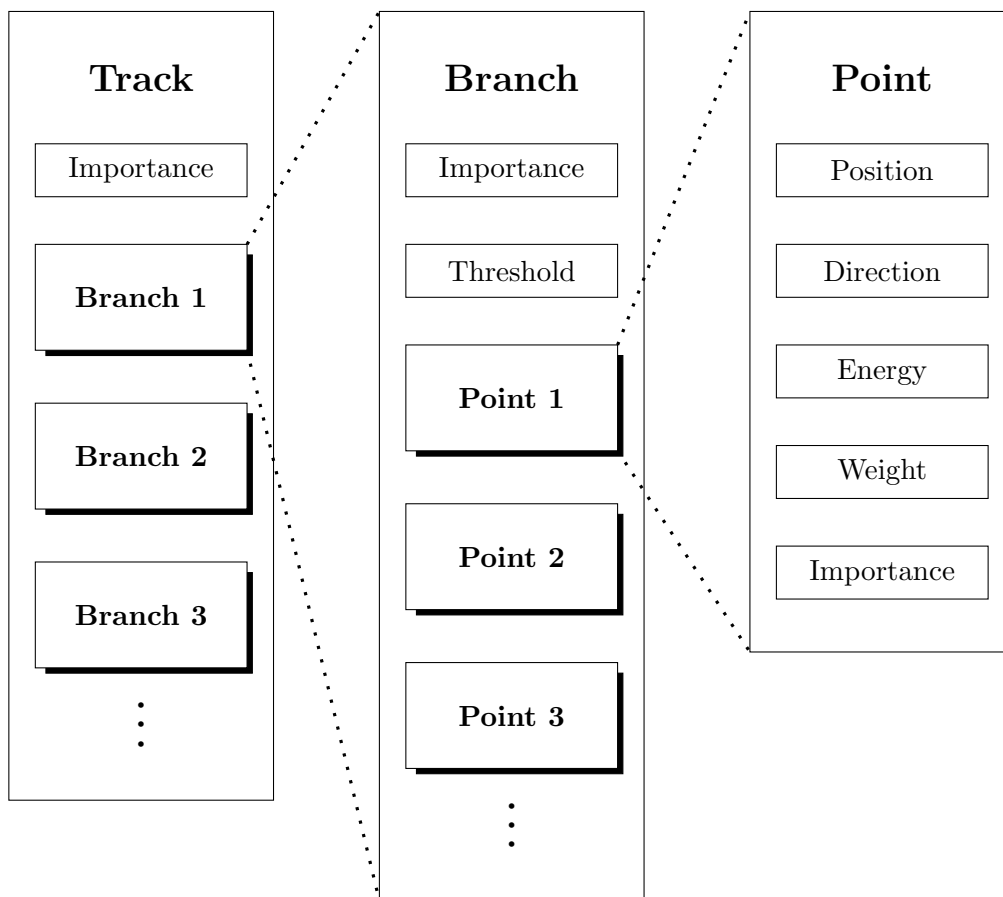 Track
Importance
Branch 1
Branch 2
Branch 3
Branch
Importance
Threshold
Point 1
Point 2
Point 3
Point
Position
Direction
Energy
Weight
Importance